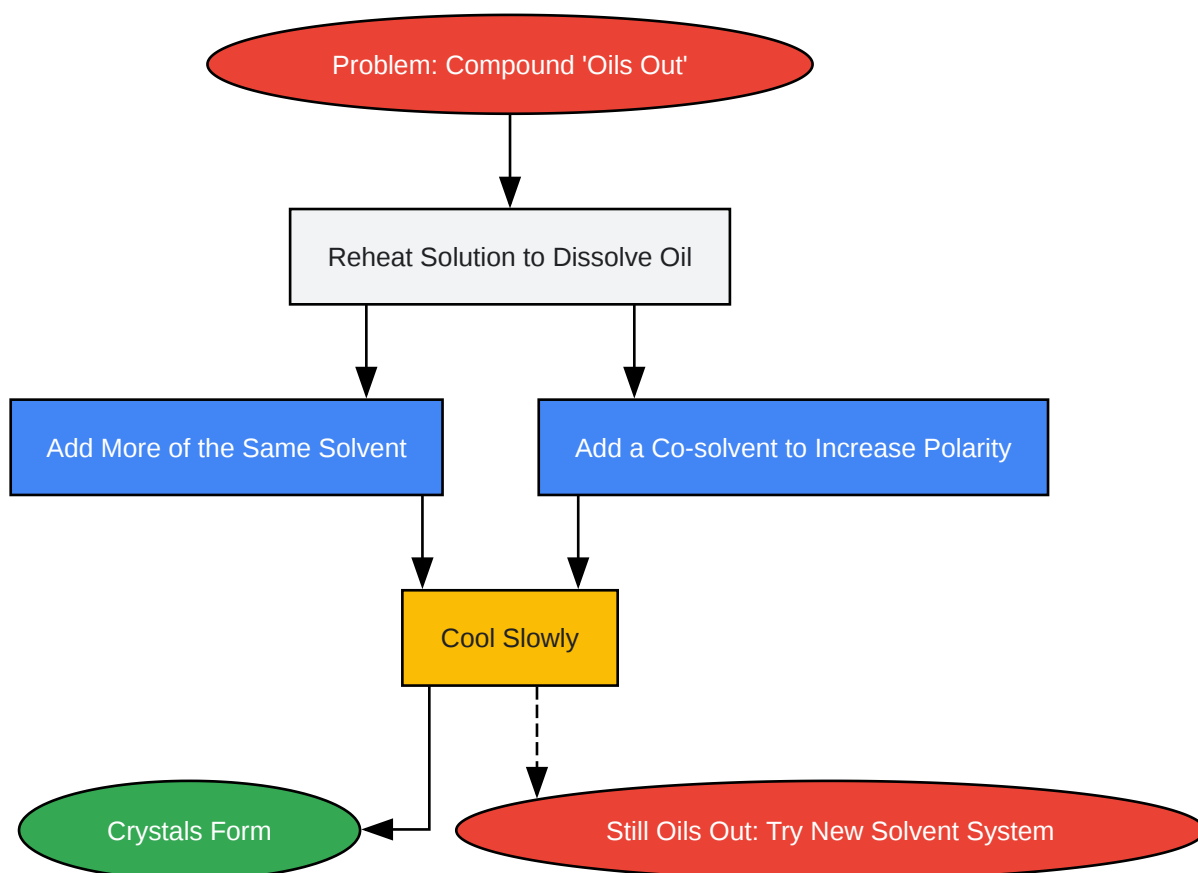 Problem: Compound 'Oils Out'
Reheat Solution to Dissolve Oil
Add More of the Same Solvent
Add a Co-solvent to Increase Polarity
Cool Slowly
Crystals Form
Still Oils Out: Try New Solvent System